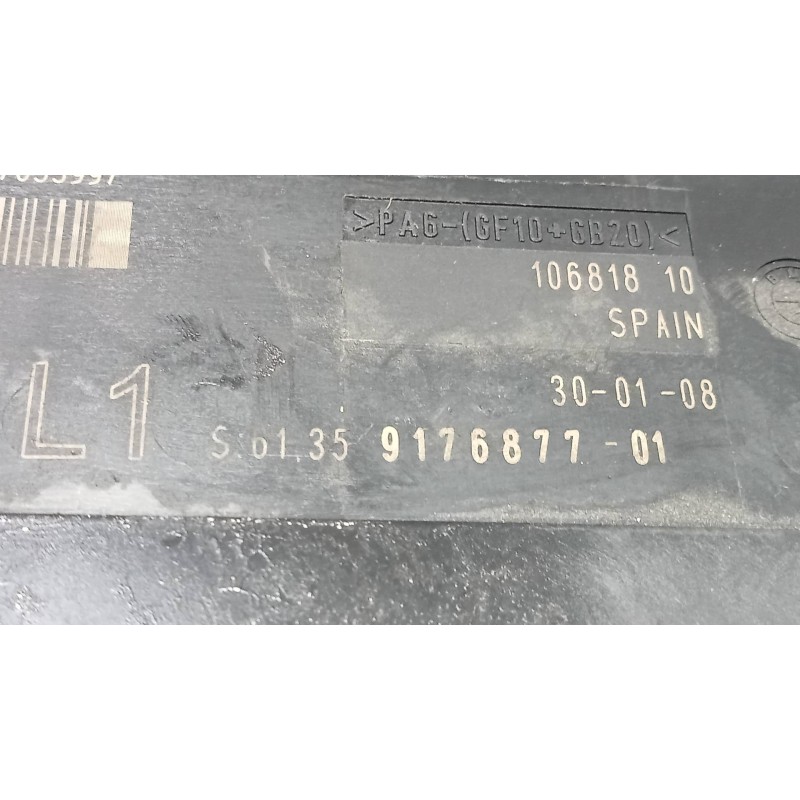 >PA6-(GF10+GB20)<
106818 10
SPAIN
30-01-08
L1
S:61.35 9176877-01